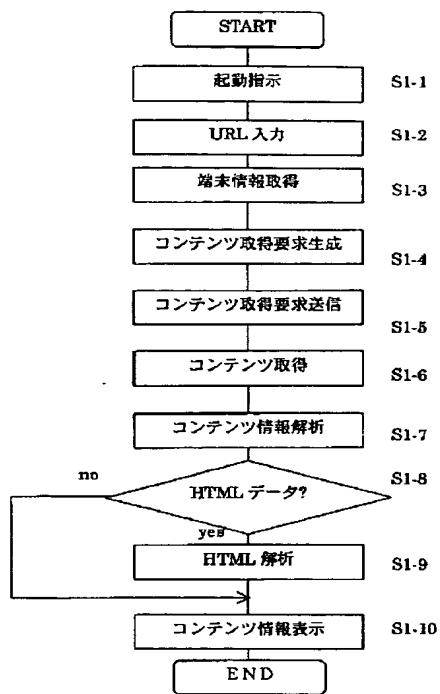 START
起動指示 S1-1
URL 入力 S1-2
端末情報取得 S1-3
コンテンツ取得要求生成 S1-4
コンテンツ取得要求送信 S1-5
コンテンツ取得 S1-6
コンテンツ情報解析 S1-7
no HTML データ? S1-8
yes
HTML 解析 S1-9
コンテンツ情報表示 S1-10
END